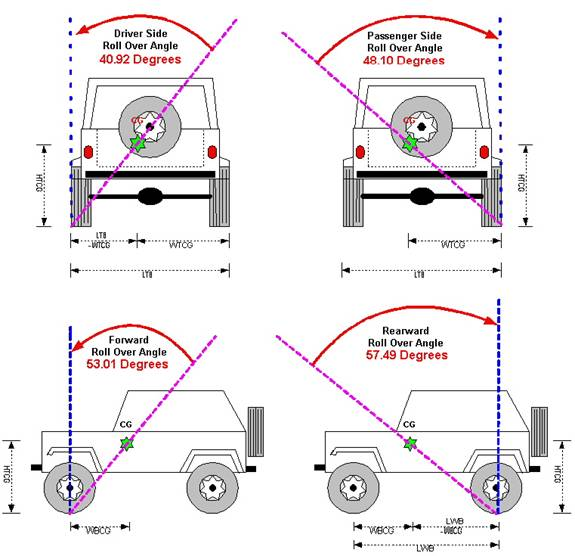 Driver Side
Roll Over Angle
40.92 Degrees
Passenger Side
Roll Over Angle
48.10 Degrees
CG
CG
HTCG
HTCG
LTB
-WTCG
WTCG
WTCG
LTB
LTB
Forward
Roll Over Angle
53.01 Degrees
Rearward
Roll Over Angle
57.49 Degrees
CG
CG
HTCG
HTCG
WBCG
WBCG
LWB
-WBCG
LWB